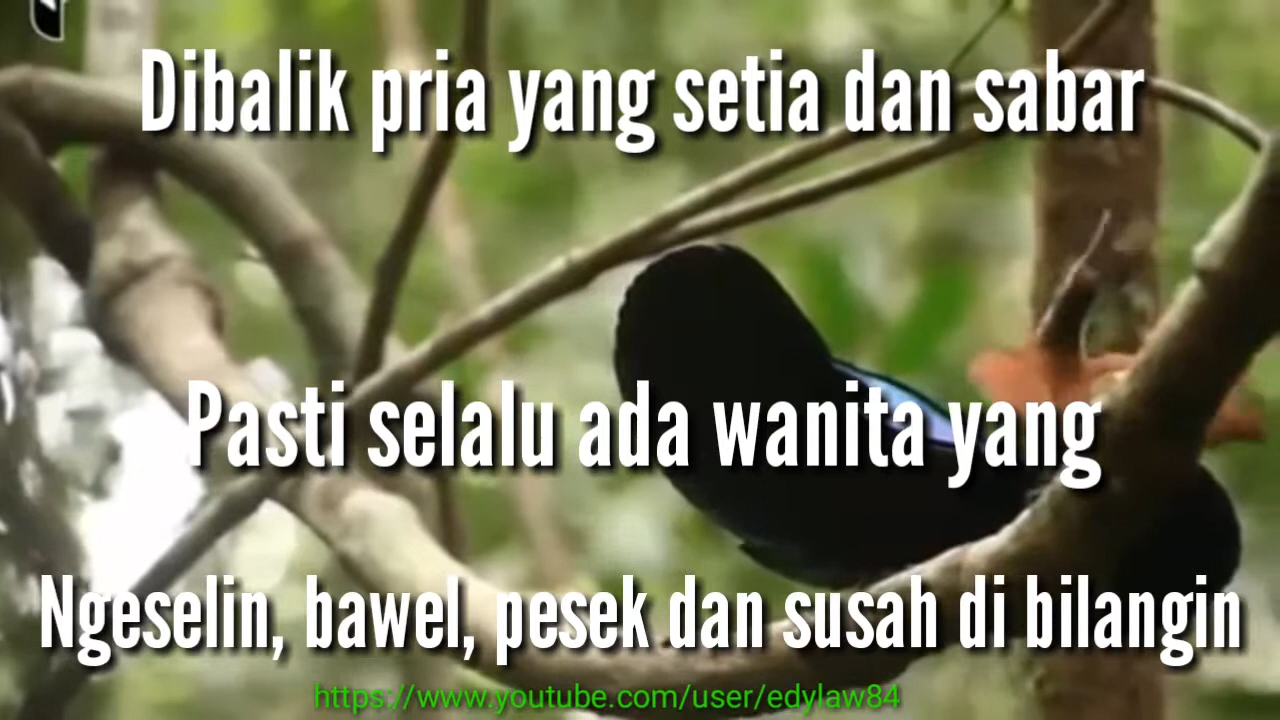 Dibalik pria yang setia dan sabar
Pasti selalu ada wanita yang
Ngeselin, bawel, pesek dan susah di bilangin
https://www.youtube.com/user/edylaw84